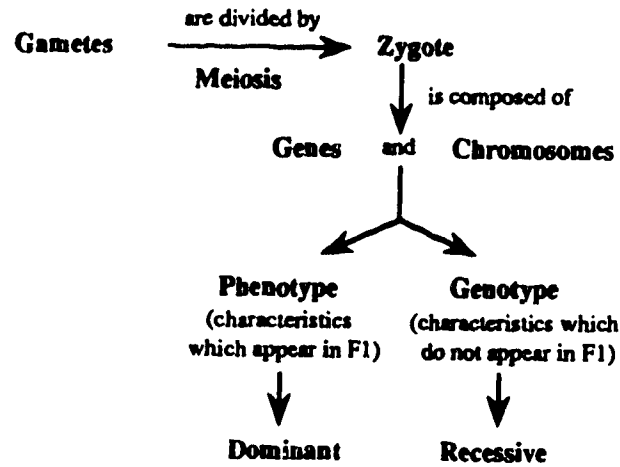 are divided by
Gametes
Zygote
Meiosis
is composed of
Genes and Chromosomes
Phenotype
(characteristics
which appear in F1)
Genotype
(characteristics which
do not appear in F1)
Dominant
Recessive